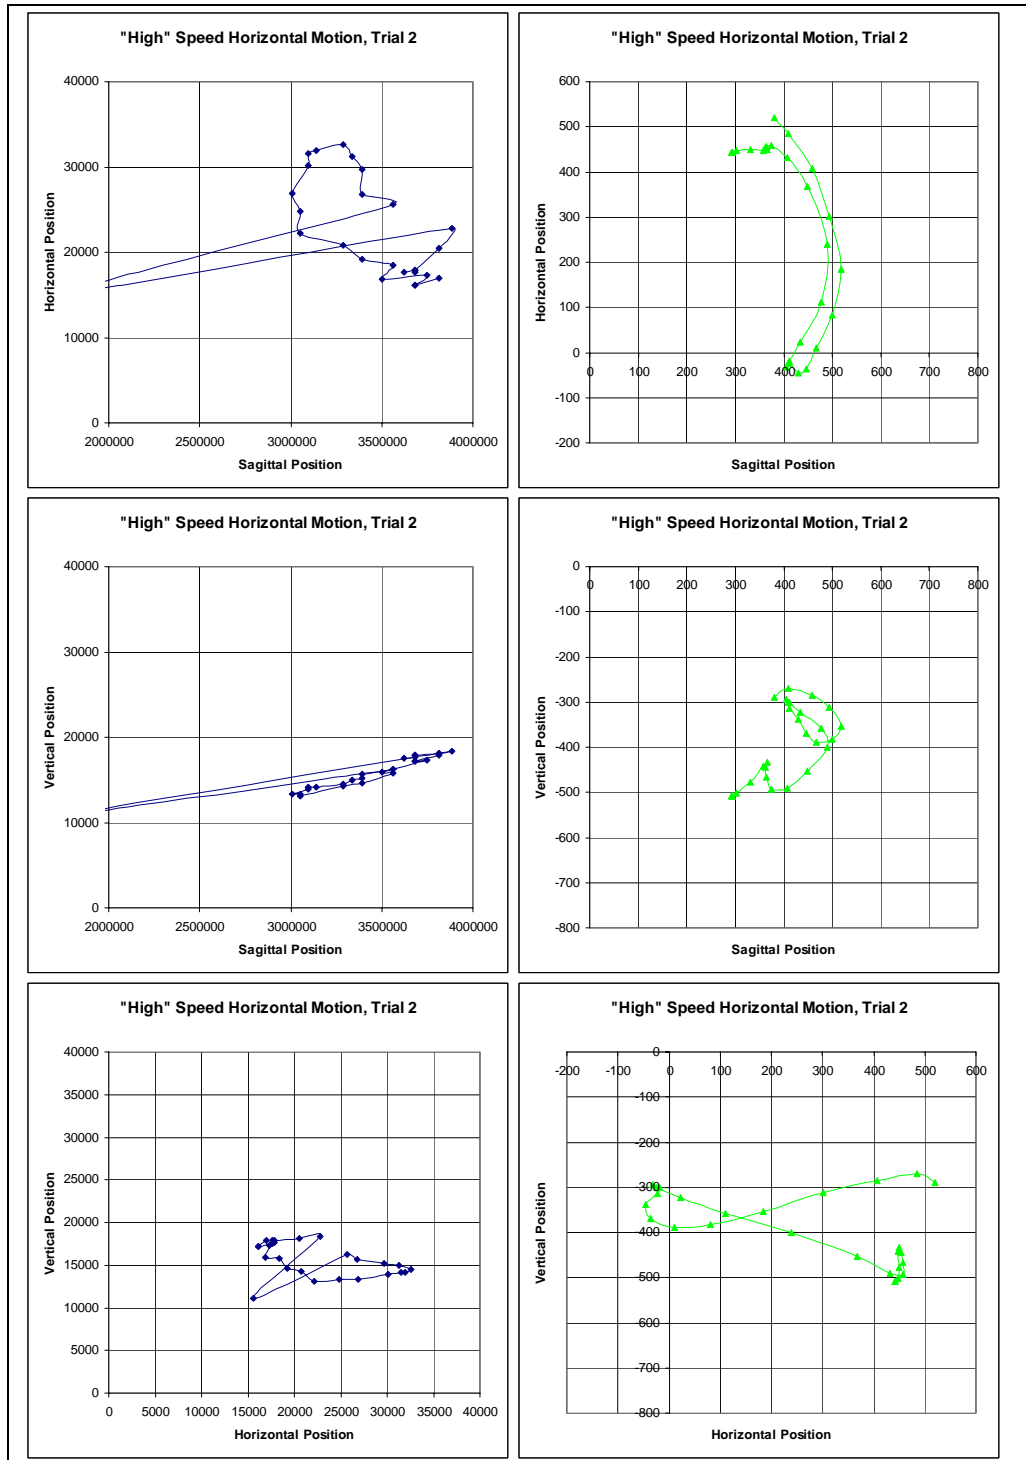 "High" Speed Horizontal Motion, Trial 2
40000
30000
20000
10000
0
2000000 2500000 3000000 3500000 4000000
Horizontal Position
Sagittal Position
"High" Speed Horizontal Motion, Trial 2
600
500
400
300
200
100
0
-100
-200
0 100 200 300 400 500 600 700 800
Horizontal Position
Sagittal Position
"High" Speed Horizontal Motion, Trial 2
40000
30000
20000
10000
0
2000000 2500000 3000000 3500000 4000000
Vertical Position
Sagittal Position
"High" Speed Horizontal Motion, Trial 2
0
-100
-200
-300
-400
-500
-600
-700
-800
0 100 200 300 400 500 600 700 800
Vertical Position
Sagittal Position
"High" Speed Horizontal Motion, Trial 2
40000
35000
30000
25000
20000
15000
10000
5000
0
0 5000 10000 15000 20000 25000 30000 35000 40000
Vertical Position
Horizontal Position
"High" Speed Horizontal Motion, Trial 2
0
-100
-200
-300
-400
-500
-600
-700
-800
-200 -100 0 100 200 300 400 500 600
Vertical Position
Horizontal Position